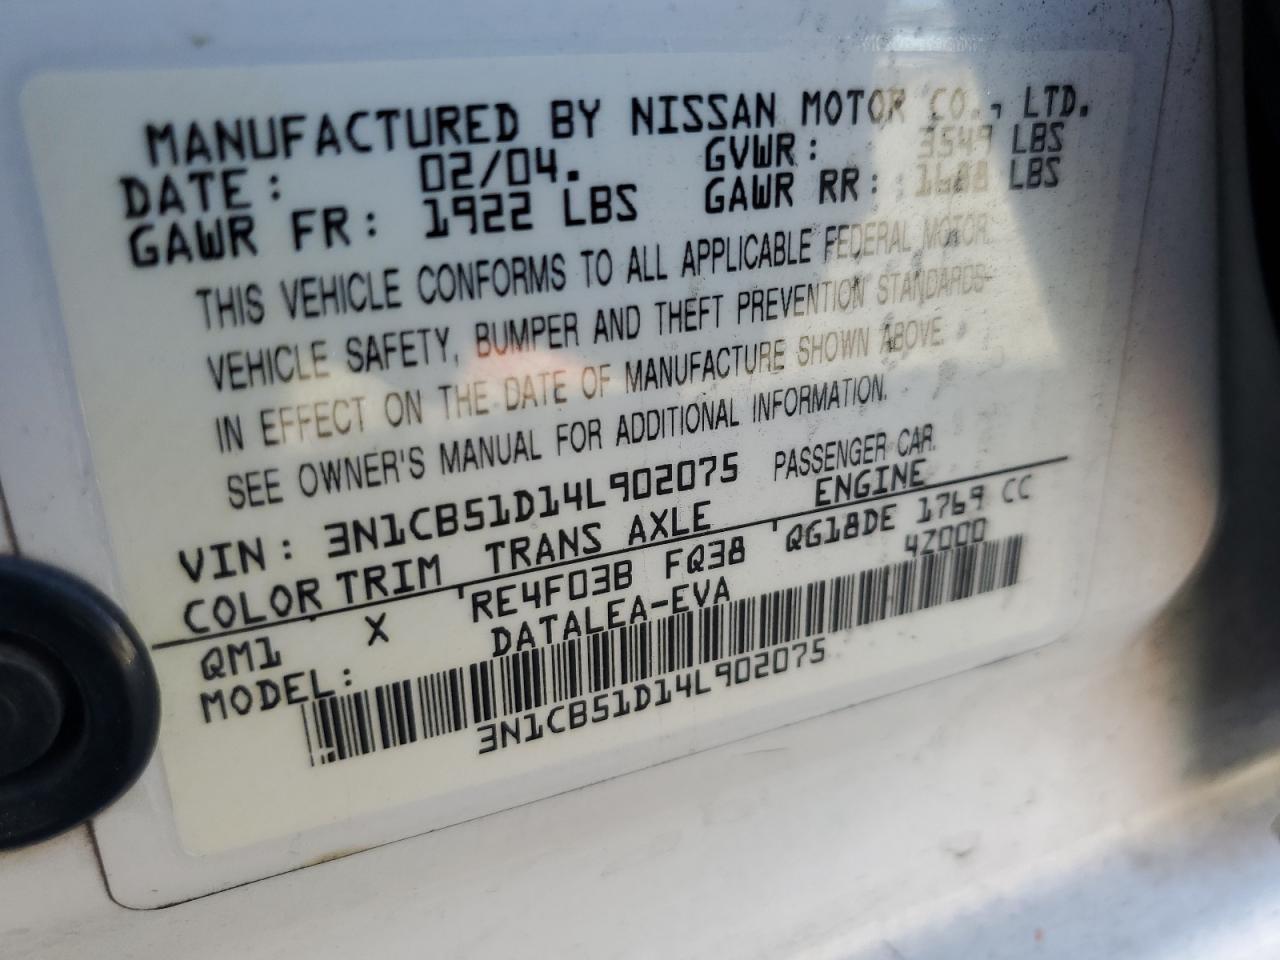 MANUFACTURED BY NISSAN MOTOR CO., LTD.
DATE: 02/04. GVWR: 3549 LBS
GAWR FR: 1922 LBS GAWR RR: 1688 LBS
THIS VEHICLE CONFORMS TO ALL APPLICABLE FEDERAL MOTOR
VEHICLE SAFETY, BUMPER AND THEFT PREVENTION STANDARDS
IN EFFECT ON THE DATE OF MANUFACTURE SHOWN ABOVE.
SEE OWNER'S MANUAL FOR ADDITIONAL INFORMATION.
VIN: 3N1CB51D14L902075 PASSENGER CAR.
COLOR TRIM TRANS AXLE ENGINE
QM1 X RE4F03B FQ38 QG18DE 1769 CC
MODEL: DATALEA-EVA 4Z000
3N1CB51D14L902075